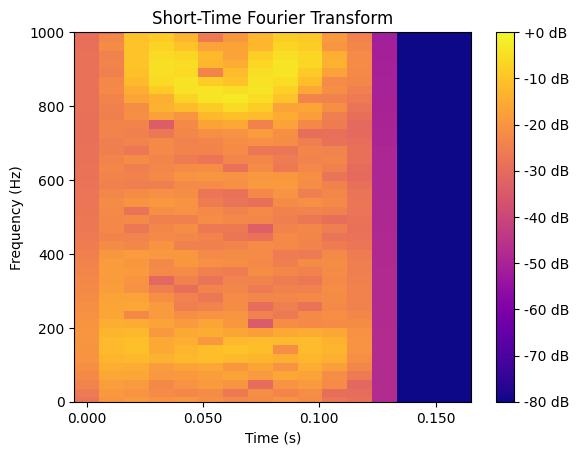 Short-Time Fourier Transform
1000
800
600
400
200
0
Frequency (Hz)
0.000
0.050
0.100
0.150
Time (s)
+0 dB
-10 dB
-20 dB
-30 dB
-40 dB
-50 dB
-60 dB
-70 dB
-80 dB